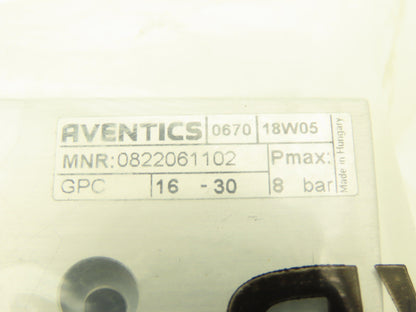 AVENTICS 0670 18W05
MNR:0822061102 Pmax:
GPC 16 - 30 8 bar
Made in Hungary